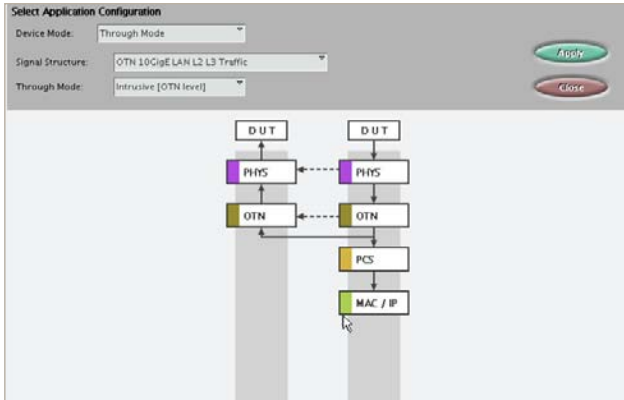 Select Application Configuration
Device Mode: Through Mode
Signal Structure: OTN 10GigE LAN L2 L3 Traffic
Through Mode: Intrusive [OTN level]
Apply
Close
DUT DUT
PHYS PHYS
OTN OTN
PCS
MAC / IP